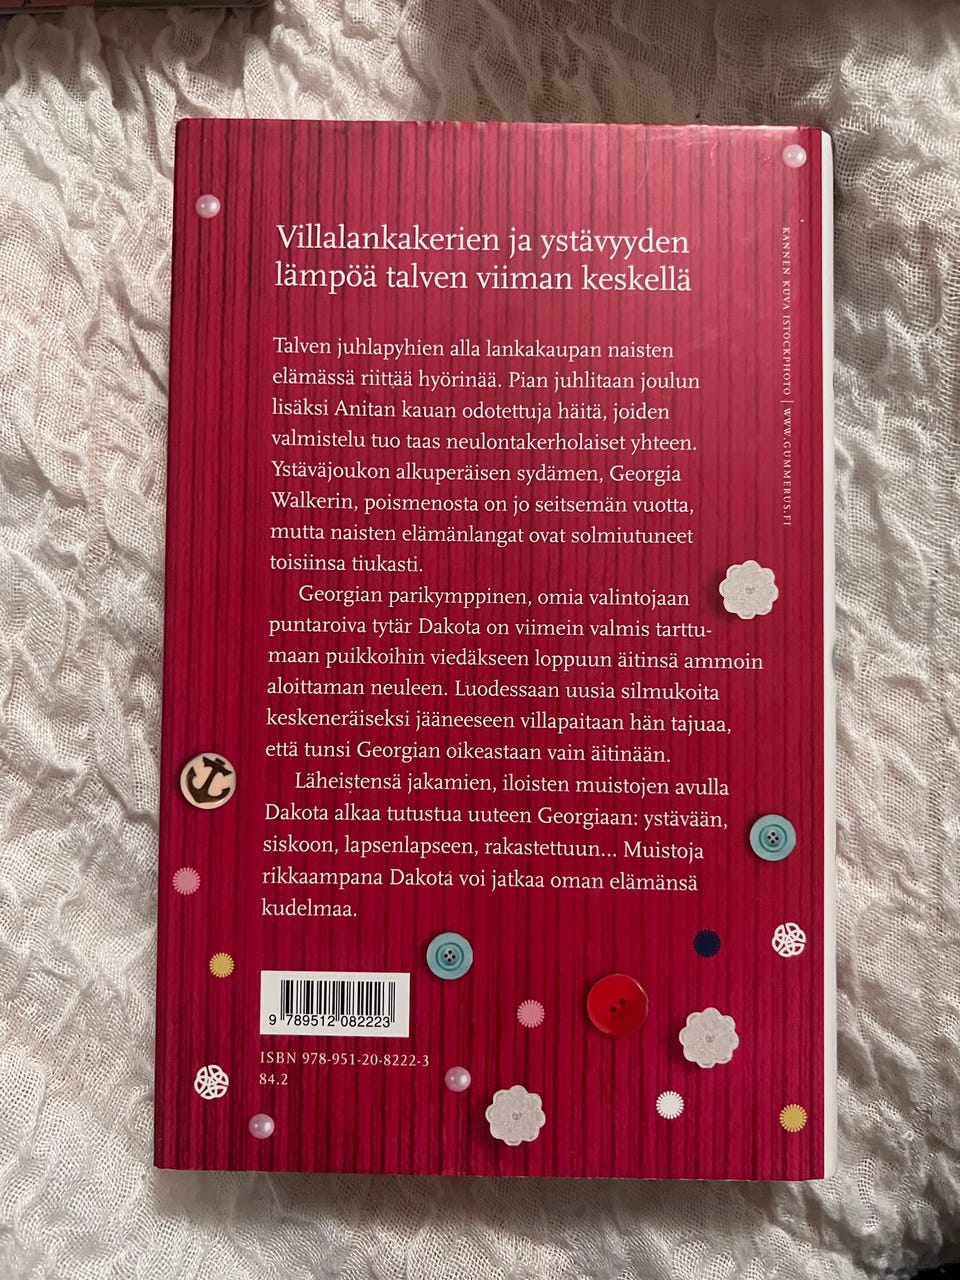 Villalankakerien ja ystävyyden
lämpöä talven viiman keskellä
Talven juhlapyhien alla lankakaupan naisten
elämässä riittää hyörinää. Pian juhlitaan joulun
lisäksi Anitan kauan odotettuja häitä, joiden
valmistelu tuo taas neulontakerholaiset yhteen.
Ystäväjoukon alkuperäisen sydämen, Georgia
Walkerin, poismenosta on jo seitsemän vuotta,
mutta naisten elämänlangat ovat solmiutuneet
toisiinsa tiukasti.
Georgian parikymppinen, omia valintojaan
puntaroiva tytär Dakota on viimein valmis tarttu-
maan puikkoihin viedäkseen loppuun äitinsä ammoin
aloittaman neuleen. Luodessaan uusia silmukoita
keskeneräiseksi jääneeseen villapaitaan hän tajuaa,
että tunsi Georgian oikeastaan vain äitinään.
Läheistensä jakamien, iloisten muistojen avulla
Dakota alkaa tutustua uuteen Georgiaan: ystävään,
siskoon, lapsenlapseen, rakastettuun... Muistoja
rikkaampana Dakota voi jatkaa oman elämänsä
kudelmaa.
9 789512 082223
ISBN 978-951-20-8222-3
84.2
KANNEN KUVA ISTOCKPHOTO | WWW.GUMMERUS.FI